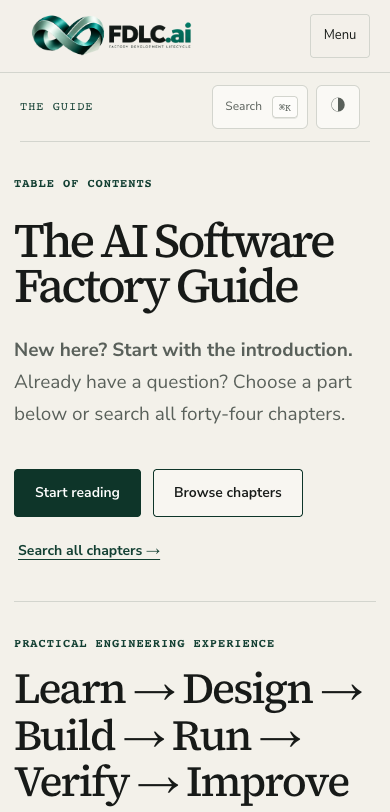 FDLC.ai
FACTORY DEVELOPMENT LIFECYCLE
Menu
THE GUIDE
Search ⌘K
TABLE OF CONTENTS
The AI Software
Factory Guide
New here? Start with the introduction.
Already have a question? Choose a part
below or search all forty-four chapters.
Start reading
Browse chapters
Search all chapters →
PRACTICAL ENGINEERING EXPERIENCE
Learn → Design →
Build → Run →
Verify → Improve